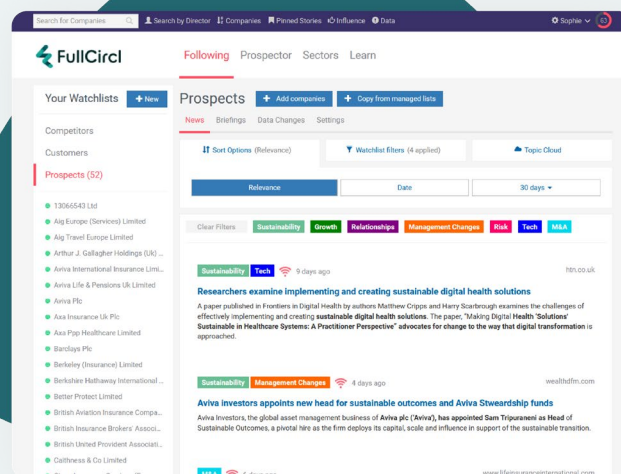 Search for Companies
Search by Director
Companies
Pinned Stories
Influence
Data
Sophie
63
FullCircl
Following
Prospector
Sectors
Learn
Your Watchlists
+ New
Competitors
Customers
Prospects (52)
13066543 Ltd
Aig Europe (Services) Limited
Aig Travel Europe Limited
Arthur J. Gallagher Holdings (Uk) ...
Aviva International Insurance Limi...
Aviva Life & Pensions Uk Limited
Aviva Plc
Axa Insurance Uk Plc
Axa Ppp Healthcare Limited
Barclays Plc
Berkeley (Insurance) Limited
Berkshire Hathaway International ...
Better Protect Limited
British Aviation Insurance Compa...
British Insurance Brokers' Associ...
British United Provident Associati...
Caithness & Co Limited
Prospects
+ Add companies
+ Copy from managed lists
News
Briefings
Data Changes
Settings
Sort Options (Relevance)
Watchlist filters (4 applied)
Topic Cloud
Relevance
Date
30 days
Clear Filters
Sustainability
Growth
Relationships
Management Changes
Risk
Tech
M&A
Sustainability Tech 9 days ago
htn.co.uk
Researchers examine implementing and creating sustainable digital health solutions
A paper published in Frontiers in Digital Health by authors Matthew Cripps and Harry Scarbrough examines the challenges of
effectively implementing and creating sustainable digital health solutions. The paper, "Making Digital Health 'Solutions'
Sustainable in Healthcare Systems: A Practitioner Perspective" advocates for change to the way that digital transformation is
approached.
Sustainability Management Changes 4 days ago
wealthdfm.com
Aviva investors appoints new head for sustainable outcomes and Aviva Stweardship funds
Aviva Investors, the global asset management business of Aviva plc ('Aviva'), has appointed Sam Tripuraneni as Head of
Sustainable Outcomes, a pivotal hire as the firm deploys its capital, scale and influence in support of the sustainable transition.
M&A
www.lifeinsuranceinternational.com